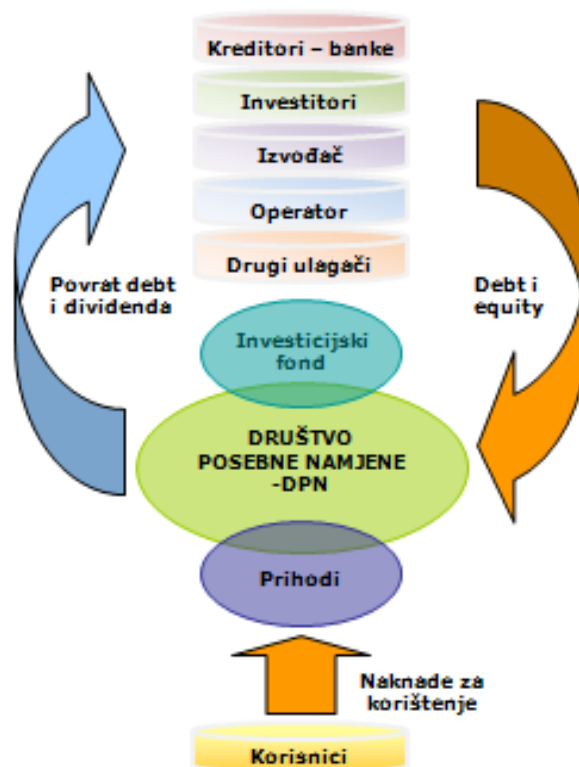 Kreditori – banke
Investitori
Izvođač
Operator
Drugi ulagači
Povrat debt
i dividenda
Debt i
equity
Investicijski
fond
DRUŠTVO
POSEBNE NAMJENE
-DPN
Prihodi
Naknade za
korištenje
Korisnici